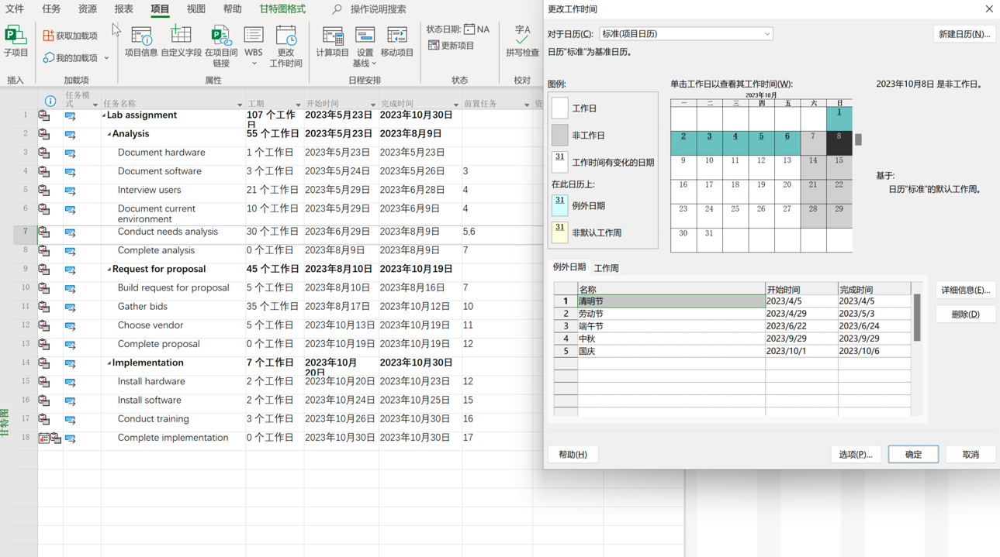 文件 任务 资源 报表 项目 视图 帮助 甘特图格式 操作说明搜索
子项目
获取加载项
我的加载项
项目信息 自定义字段 在项目间 链接 WBS 更改 工作时间
计算项目 设置 基线 移动项目
状态日期: NA
更新项目
字A
拼写检查
插入 加载项 属性 日程安排 状态 校对
任务模式 任务名称 工期 开始时间 完成时间 前置任务 资
1 Lab assignment 107 个工作日 2023年5月23日 2023年10月30日
2 Analysis 55 个工作日 2023年5月23日 2023年8月9日
3 Document hardware 1 个工作日 2023年5月23日 2023年5月23日
4 Document software 3 个工作日 2023年5月24日 2023年5月26日 3
5 Interview users 21 个工作日 2023年5月29日 2023年6月28日 4
6 Document current environment 10 个工作日 2023年5月29日 2023年6月9日 4
7 Conduct needs analysis 30 个工作日 2023年6月29日 2023年8月9日 5,6
8 Complete analysis 0 个工作日 2023年8月9日 2023年8月9日 7
9 Request for proposal 45 个工作日 2023年8月10日 2023年10月19日
10 Build request for proposal 5 个工作日 2023年8月10日 2023年8月16日 7
11 Gather bids 35 个工作日 2023年8月17日 2023年10月12日 10
12 Choose vendor 5 个工作日 2023年10月13日 2023年10月19日 11
13 Complete proposal 0 个工作日 2023年10月19日 2023年10月19日 12
14 Implementation 7 个工作日 2023年10月20日 2023年10月30日
15 Install hardware 2 个工作日 2023年10月20日 2023年10月23日 12
16 Install software 2 个工作日 2023年10月24日 2023年10月25日 15
17 Conduct training 3 个工作日 2023年10月26日 2023年10月30日 16
18 Complete implementation 0 个工作日 2023年10月30日 2023年10月30日 17
甘特图
更改工作时间
对于日历(C): 标准(项目日历) 新建日历(N)...
日历"标准"为基准日历。
图例:
工作日
非工作日
31 工作时间有变化的日期
在此日历上:
31 例外日期
31 非默认工作周
单击工作日以查看其工作时间(W):
2023年10月
一 二 三 四 五 六 日
1
2 3 4 5 6 7 8
9 10 11 12 13 14 15
16 17 18 19 20 21 22
23 24 25 26 27 28 29
30 31
2023年10月8日 是非工作日。
基于:
日历"标准"的默认工作周。
例外日期 工作周
名称 开始时间 完成时间
1 清明节 2023/4/5 2023/4/5
2 劳动节 2023/4/29 2023/5/3
3 端午节 2023/6/22 2023/6/24
4 中秋 2023/9/29 2023/9/29
5 国庆 2023/10/1 2023/10/6
详细信息(E)...
删除(D)
帮助(H) 选项(P)... 确定 取消